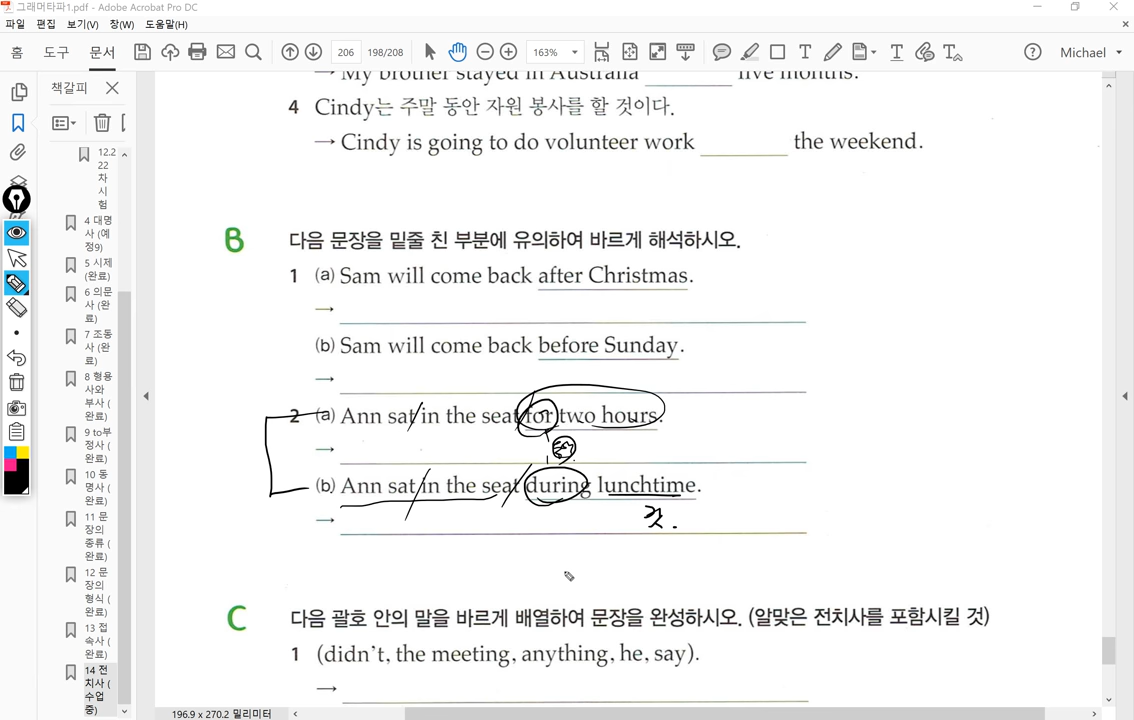 그래머타파1.pdf - Adobe Acrobat Pro DC
파일 편집 보기(V) 창(W) 도움말(H)
홈 도구 문서 206 198/208 163% Michael
책갈피
12.2
22
차
시
험
4 대명
사 (예
정9)
5 시제
(완료)
6 의문
사 (완
료)
7 조동
사 (완
료)
8 형용
사와
부사 (
완료)
9 to부
정사 (
완료)
10 동
명사 (
완료)
11 문
장의
종류 (
완료)
12 문
장의
형식 (
완료)
13 접
속사 (
완료)
14 전
치사 (
수업
중)
→ My brother stayed in Australia five months.
4 Cindy는 주말 동안 자원 봉사를 할 것이다.
→ Cindy is going to do volunteer work the weekend.
B 다음 문장을 밑줄 친 부분에 유의하여 바르게 해석하시오.
1 (a) Sam will come back after Christmas.
→
(b) Sam will come back before Sunday.
→
2 (a) Ann sat in the seat for two hours.
→
(b) Ann sat in the seat during lunchtime.
→
C 다음 괄호 안의 말을 바르게 배열하여 문장을 완성하시오. (알맞은 전치사를 포함시킬 것)
1 (didn't, the meeting, anything, he, say).
→
196.9 x 270.2 밀리미터